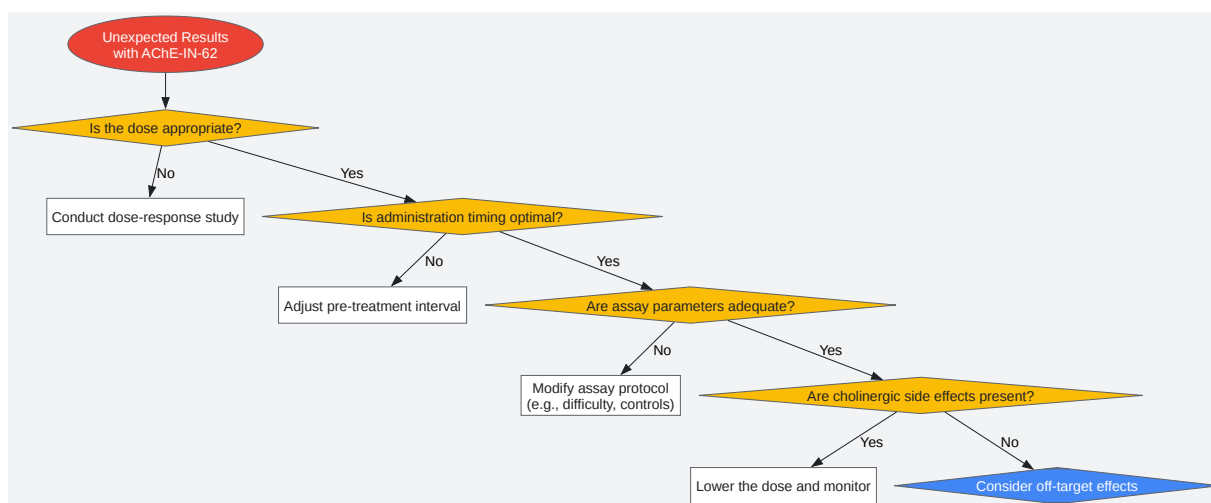 Unexpected Results
with AChE-IN-62
Is the dose appropriate?
No
Yes
Conduct dose-response study
Is administration timing optimal?
No
Yes
Adjust pre-treatment interval
Are assay parameters adequate?
No
Yes
Modify assay protocol
(e.g., difficulty, controls)
Are cholinergic side effects present?
Yes
No
Lower the dose and monitor
Consider off-target effects